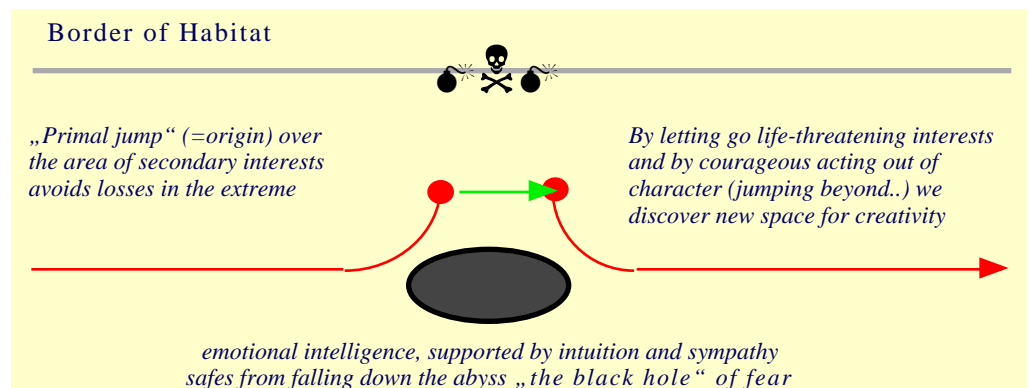 Border of Habitat
„Primal jump“ (=origin) over
the area of secondary interests
avoids losses in the extreme
By letting go life-threatening interests
and by courageous acting out of
character (jumping beyond..) we
discover new space for creativity
emotional intelligence, supported by intuition and sympathy
safes from falling down the abyss „the black hole“ of fear